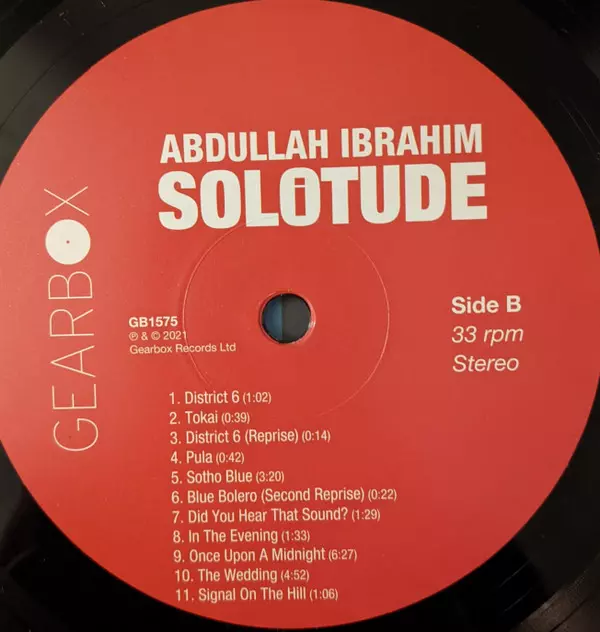 ABDULLAH IBRAHIM
SOLOiTUDE
GEARBOX
GB1575
℗ & © 2021
Gearbox Records Ltd
Side B
33 rpm
Stereo
1. District 6 (1:02)
2. Tokai (0:39)
3. District 6 (Reprise) (0:14)
4. Pula (0:42)
5. Sotho Blue (3:20)
6. Blue Bolero (Second Reprise) (0:22)
7. Did You Hear That Sound? (1:29)
8. In The Evening (1:33)
9. Once Upon A Midnight (6:27)
10. The Wedding (4:52)
11. Signal On The Hill (1:06)